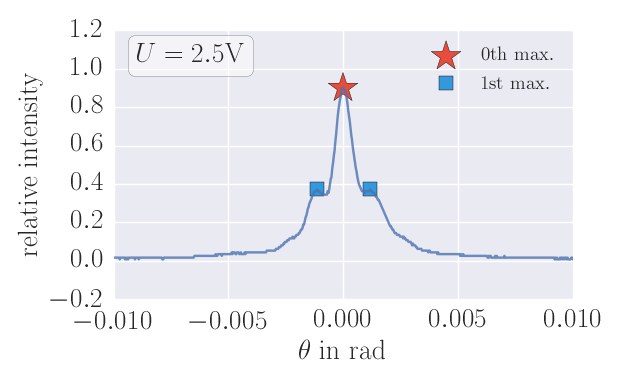 1.2
1.0
0.8
0.6
0.4
0.2
0.0
−0.2
relative intensity
U = 2.5V
0th max.
1st max.
−0.010
−0.005
0.000
0.005
0.010
θ in rad